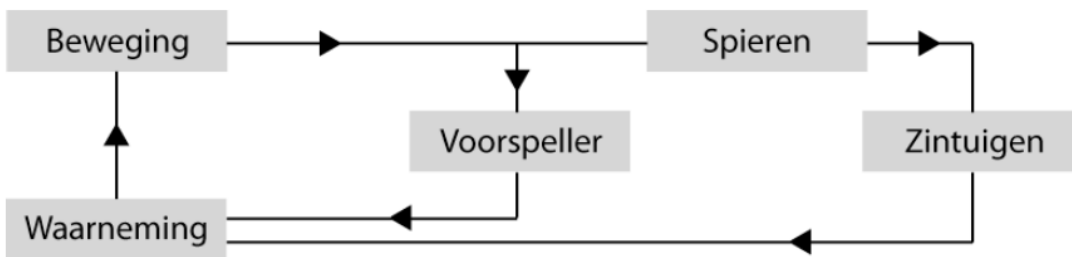 Beweging
Spieren
Voorspeller
Zintuigen
Waarneming